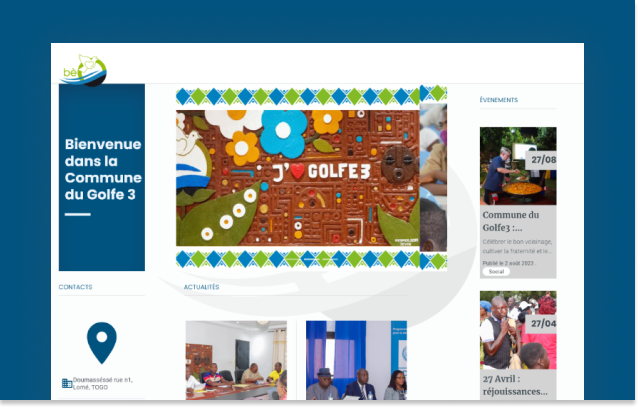 bè
Bienvenue
dans la
Commune
du Golfe 3
J'❤ GOLFE3
ÉVENEMENTS
27/08
Commune du
Golfe3 :...
Célébrer le bon voisinage,
cultiver la fraternité et le...
Publié le 2 août 2022
Social
27/04
27 Avril :
réjouissances...
CONTACTS
Doumasséssé rue n1,
Lomé, TOGO
ACTUALITÉS